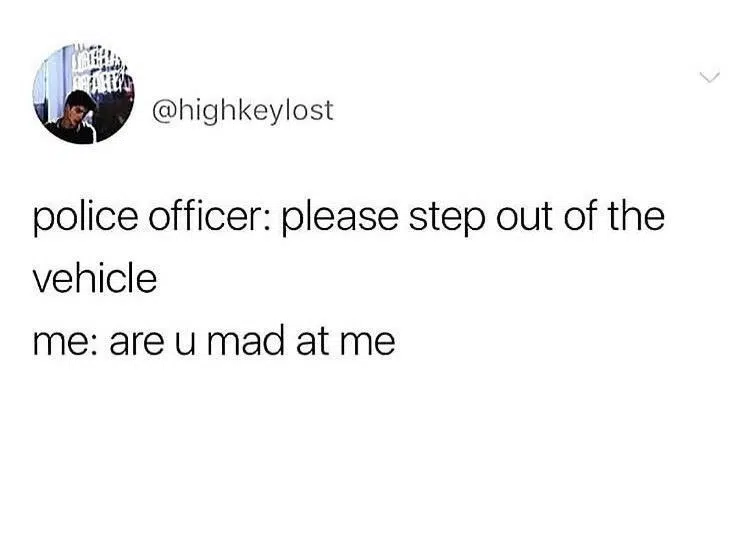 @highkeylost
police officer: please step out of the
vehicle
me: are u mad at me